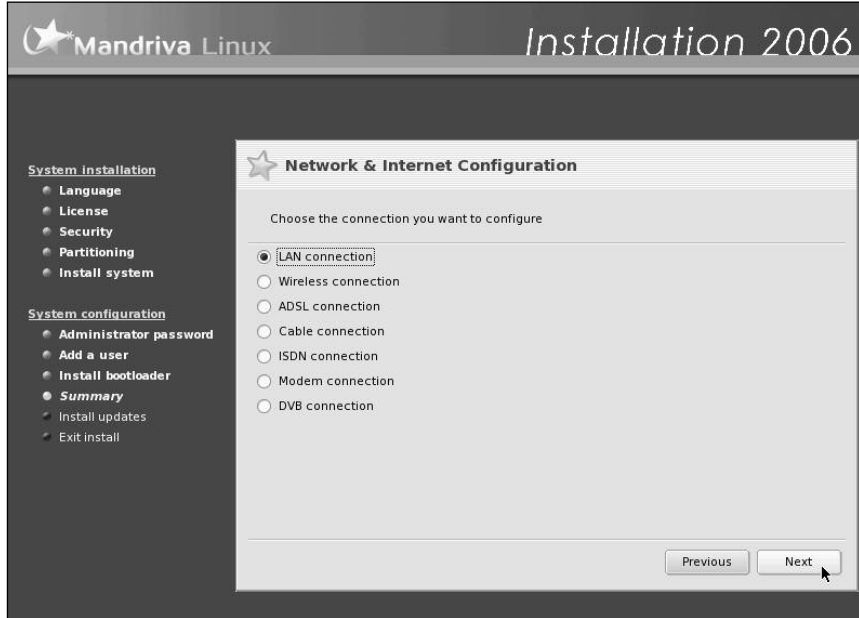 Mandriva Linux
Installation 2006
System installation
Language
License
Security
Partitioning
Install system
System configuration
Administrator password
Add a user
Install bootloader
Summary
Install updates
Exit install
Network & Internet Configuration
Choose the connection you want to configure
LAN connection
Wireless connection
ADSL connection
Cable connection
ISDN connection
Modem connection
DVB connection
Previous
Next